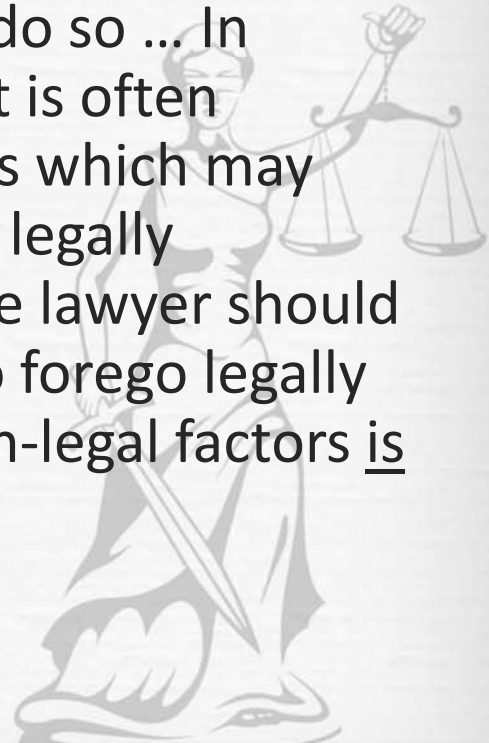 do so … In
t is often
s which may
legally
e lawyer should
o forego legally
n-legal factors is